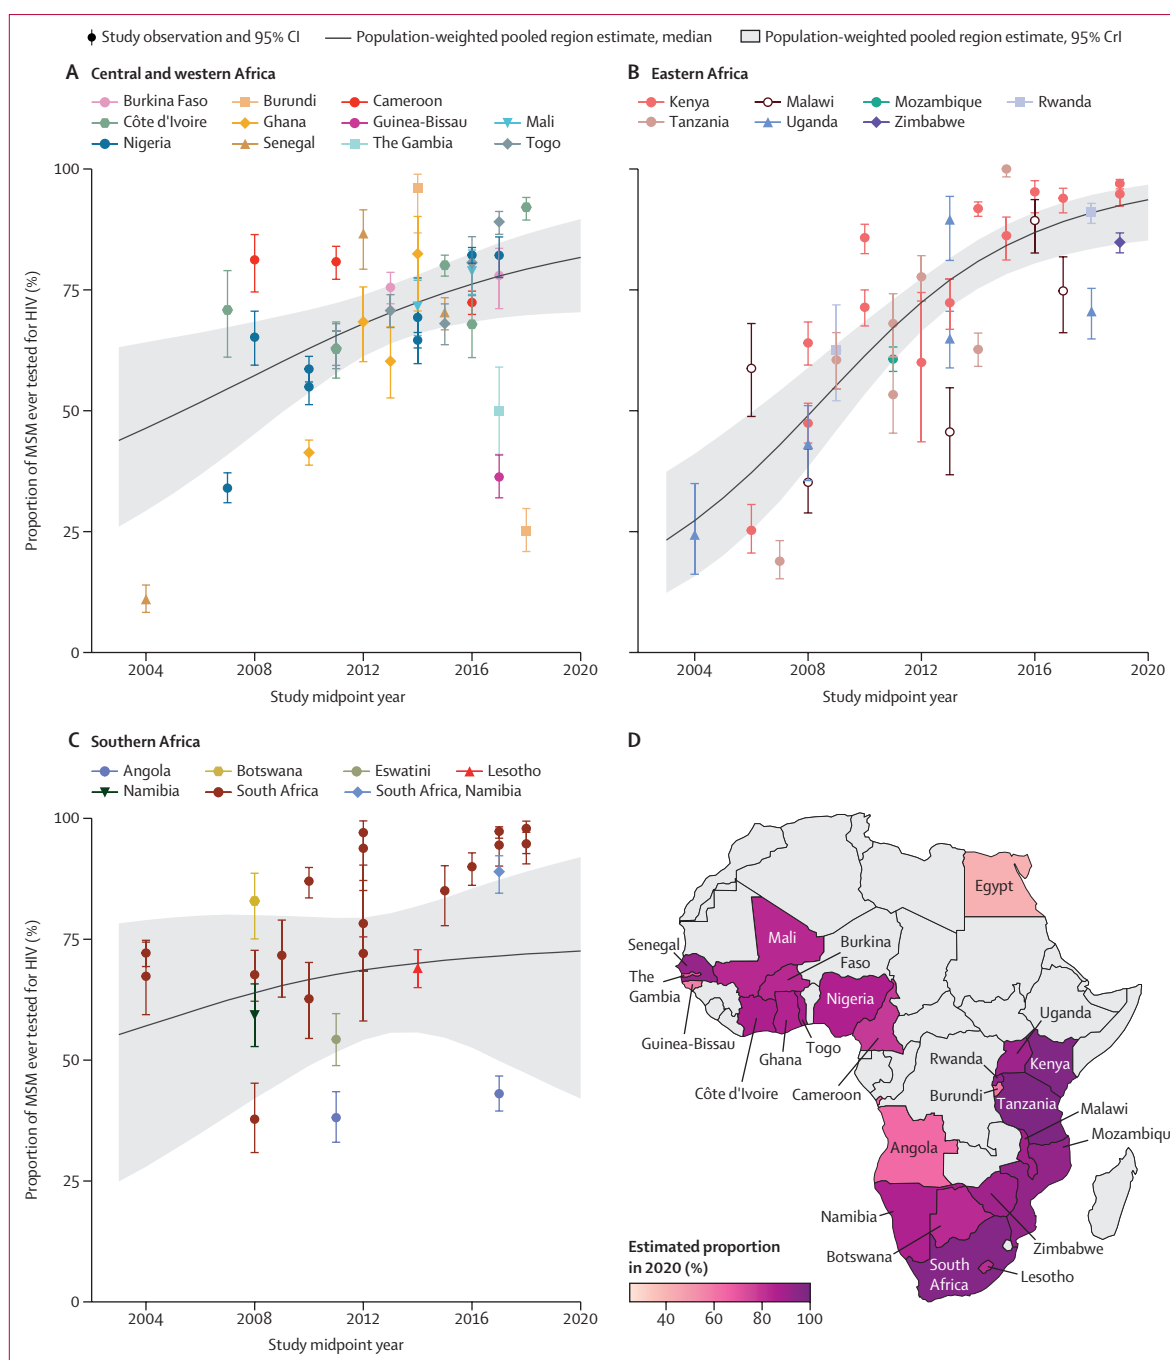 Study observation and 95% CI Population-weighted pooled region estimate, median Population-weighted pooled region estimate, 95% CrI
A Central and western Africa
Burkina Faso Burundi Cameroon
Côte d'Ivoire Ghana Guinea-Bissau Mali
Nigeria Senegal The Gambia Togo
100
75
50
25
0
Proportion of MSM ever tested for HIV (%)
2004 2008 2012 2016 2020
Study midpoint year
B Eastern Africa
Kenya Malawi Mozambique Rwanda
Tanzania Uganda Zimbabwe
2004 2008 2012 2016 2020
Study midpoint year
C Southern Africa
Angola Botswana Eswatini Lesotho
Namibia South Africa South Africa, Namibia
100
75
50
25
0
Proportion of MSM ever tested for HIV (%)
2004 2008 2012 2016 2020
Study midpoint year
D
Egypt
Mali
Senegal
Burkina
Faso
The
Gambia
Nigeria
Uganda
Guinea-Bissau
Ghana
Togo
Rwanda
Kenya
Côte d'Ivoire
Cameroon
Burundi
Tanzania
Malawi
Mozambiqu
Angola
Namibia
Botswana
Zimbabwe
South
Africa
Lesotho
Estimated proportion
in 2020 (%)
40 60 80 100